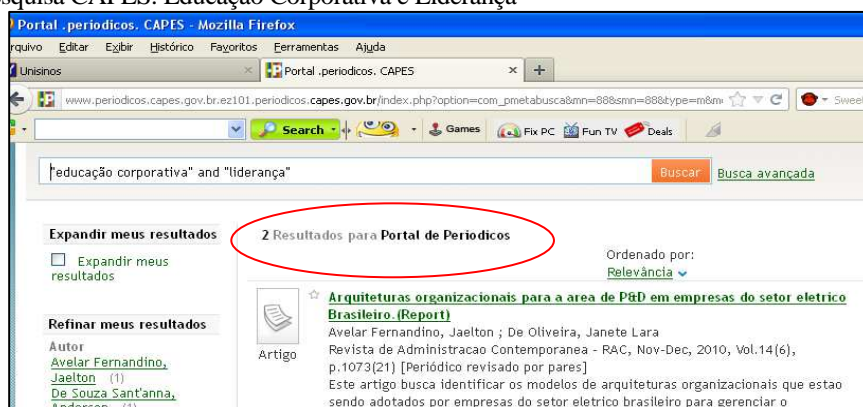 squisa CAPES: Educação Corporativa e Liderança
Portal .periodicos. CAPES - Mozilla Firefox
rquivo Editar Exibir Histórico Favoritos Ferramentas Ajuda
Unisinos
Portal .periodicos. CAPES
www.periodicos.capes.gov.br.ez101.periodicos.capes.gov.br/index.php?option=com_pmetabusca&mn=88&smn=88&type=m&m
Sweet
Search
Games
Fix PC
Fun TV
Deals
"educação corporativa" and "liderança"
Buscar
Busca avançada
Expandir meus resultados
Expandir meus
resultados
Refinar meus resultados
Autor
Avelar Fernandino,
Jaelton (1)
De Souza Sant'anna,
Anderson (1)
2 Resultados para Portal de Periodicos
Ordenado por:
Relevância
Artigo
Arquiteturas organizacionais para a area de P&D em empresas do setor eletrico
Brasileiro.(Report)
Avelar Fernandino, Jaelton ; De Oliveira, Janete Lara
Revista de Administracao Contemporanea - RAC, Nov-Dec, 2010, Vol.14(6),
p.1073(21) [Periódico revisado por pares]
Este artigo busca identificar os modelos de arquiteturas organizacionais que estao
sendo adotados por empresas do setor eletrico brasileiro para gerenciar o